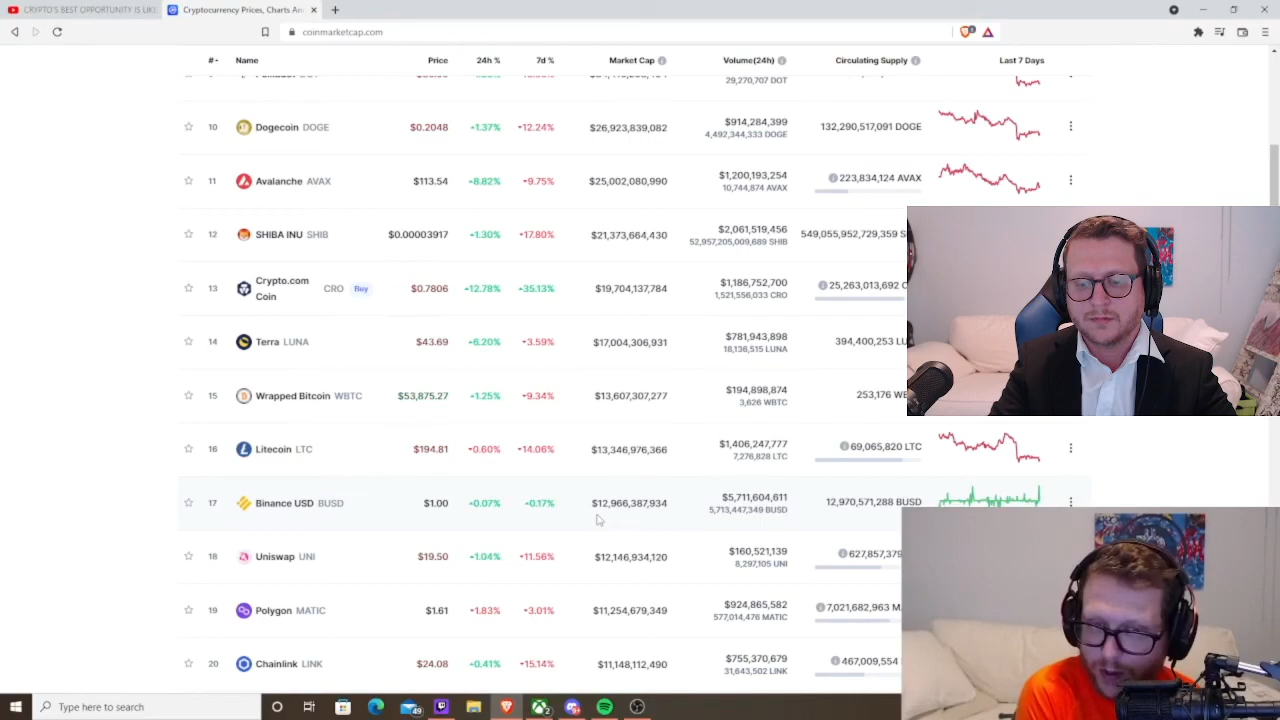 CRYPTO'S BEST OPPORTUNITY IS LIKE
Cryptocurrency Prices, Charts An
coinmarketcap.com
# Name Price 24h % 7d % Market Cap Volume(24h) Circulating Supply Last 7 Days
29,270,707 DOT
10 Dogecoin DOGE $0.2048 1.37% 12.24% $26,923,839,082 $914,284,399 132,290,517,091 DOGE
4,492,344,333 DOGE
11 Avalanche AVAX $113.54 8.82% 9.75% $25,002,080,990 $1,200,193,254 223,834,124 AVAX
10,744,874 AVAX
12 SHIBA INU SHIB $0.00003917 1.30% 17.80% $21,373,664,430 $2,061,519,456 549,055,952,729,359 S
52,957,205,009,689 SHIB
13 Crypto.com Coin CRO Buy $0.7806 12.78% 35.13% $19,704,137,784 $1,186,752,700 25,263,013,692 C
1,521,556,033 CRO
14 Terra LUNA $43.69 6.20% 3.59% $17,004,306,931 $781,943,898 394,400,253 LU
18,136,515 LUNA
15 Wrapped Bitcoin WBTC $53,875.27 1.25% 9.34% $13,607,307,277 $194,898,874 253,176 WB
3,626 WBTC
16 Litecoin LTC $194.81 0.60% 14.06% $13,346,976,366 $1,406,247,777 69,065,820 LTC
7,276,828 LTC
17 Binance USD BUSD $1.00 0.07% 0.17% $12,966,387,934 $5,711,604,611 12,970,571,288 BUSD
5,713,447,349 BUSD
18 Uniswap UNI $19.50 1.04% 11.56% $12,146,934,120 $160,521,139 627,857,379
8,297,105 UNI
19 Polygon MATIC $1.61 1.83% 3.01% $11,254,679,349 $924,865,582 7,021,682,963 M
577,014,476 MATIC
20 Chainlink LINK $24.08 0.41% 15.14% $11,148,112,490 $755,370,679 467,009,554
31,643,502 LINK
Type here to search
49
2